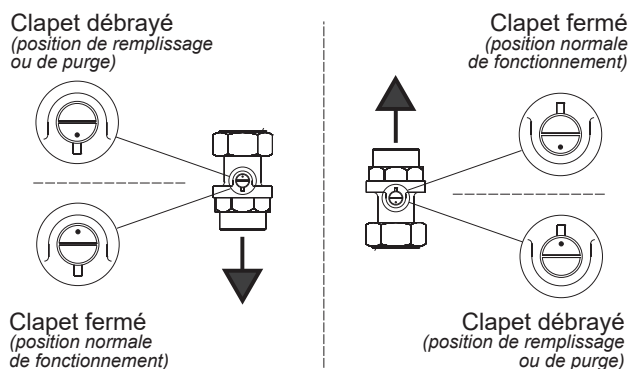 Clapet débrayé
(position de remplissage
ou de purge)
Clapet fermé
(position normale
de fonctionnement)
Clapet fermé
(position normale
de fonctionnement)
Clapet débrayé
(position de remplissage
ou de purge)